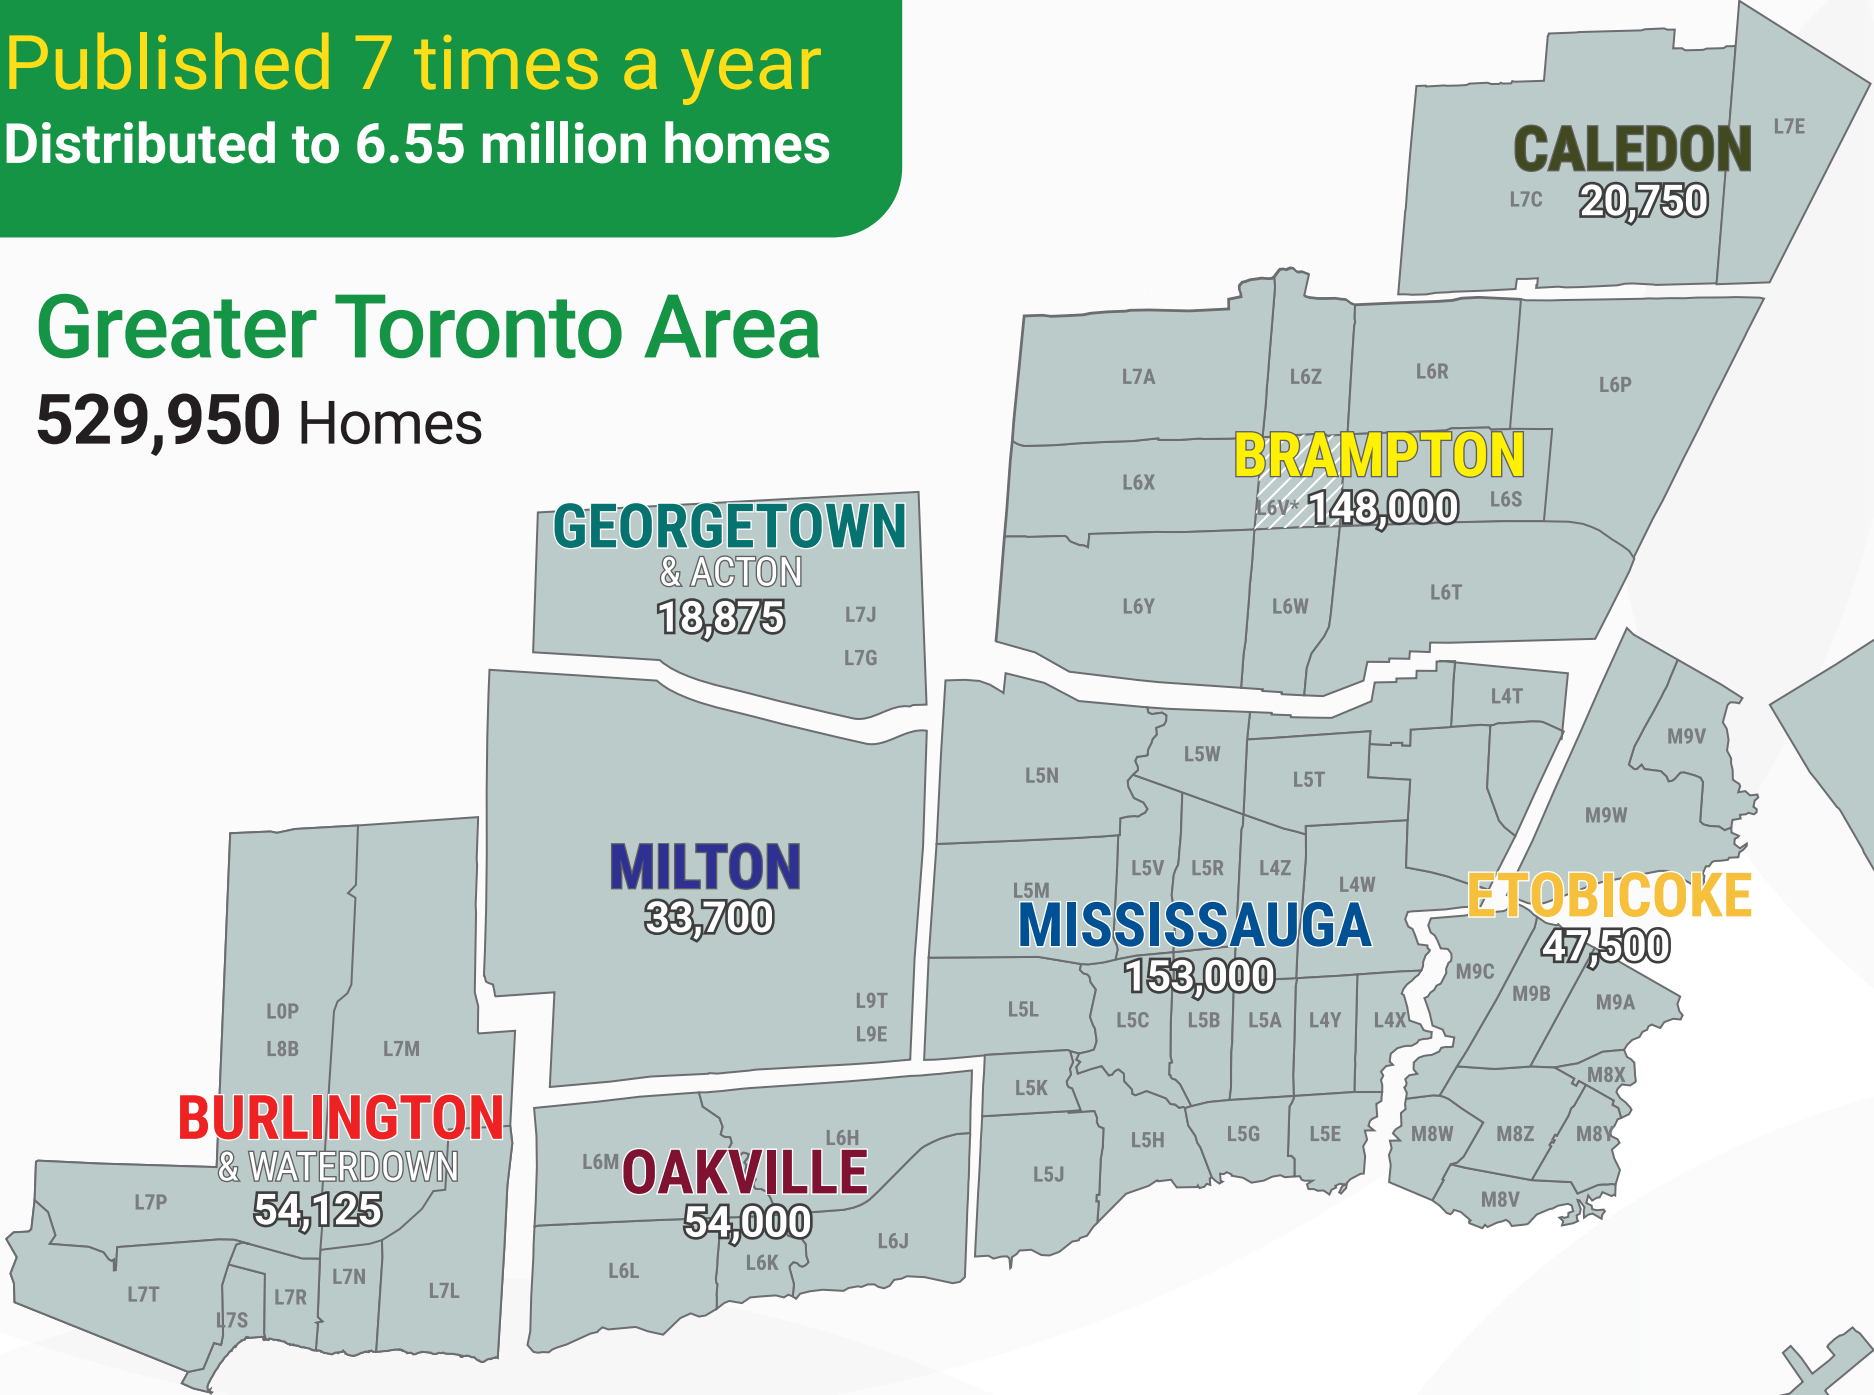 Published 7 times a year
Distributed to 6.55 million homes
Greater Toronto Area
529,950 Homes
CALEDON
20,750
L7E
L7C
L7A
L6Z
L6R
L6P
BRAMPTON
148,000
L6X
L6V*
L6S
L6Y
L6W
L6T
GEORGETOWN
& ACTON
18,875
L7J
L7G
MILTON
33,700
L9T
L9E
L4T
L5N
L5W
L5T
L5M
L5V
L5R
L4Z
L4W
MISSISSAUGA
153,000
L5L
L5C
L5B
L5A
L4Y
L4X
L5K
L5J
L5H
L5G
L5E
M9V
M9W
ETOBICOKE
47,500
M9C
M9B
M9A
M8X
M8W
M8Z
M8Y
M8V
L0P
L8B
L7M
BURLINGTON
& WATERDOWN
54,125
L7P
L7T
L7S
L7R
L7N
L7L
L6M
L6H
OAKVILLE
54,000
L6L
L6K
L6J